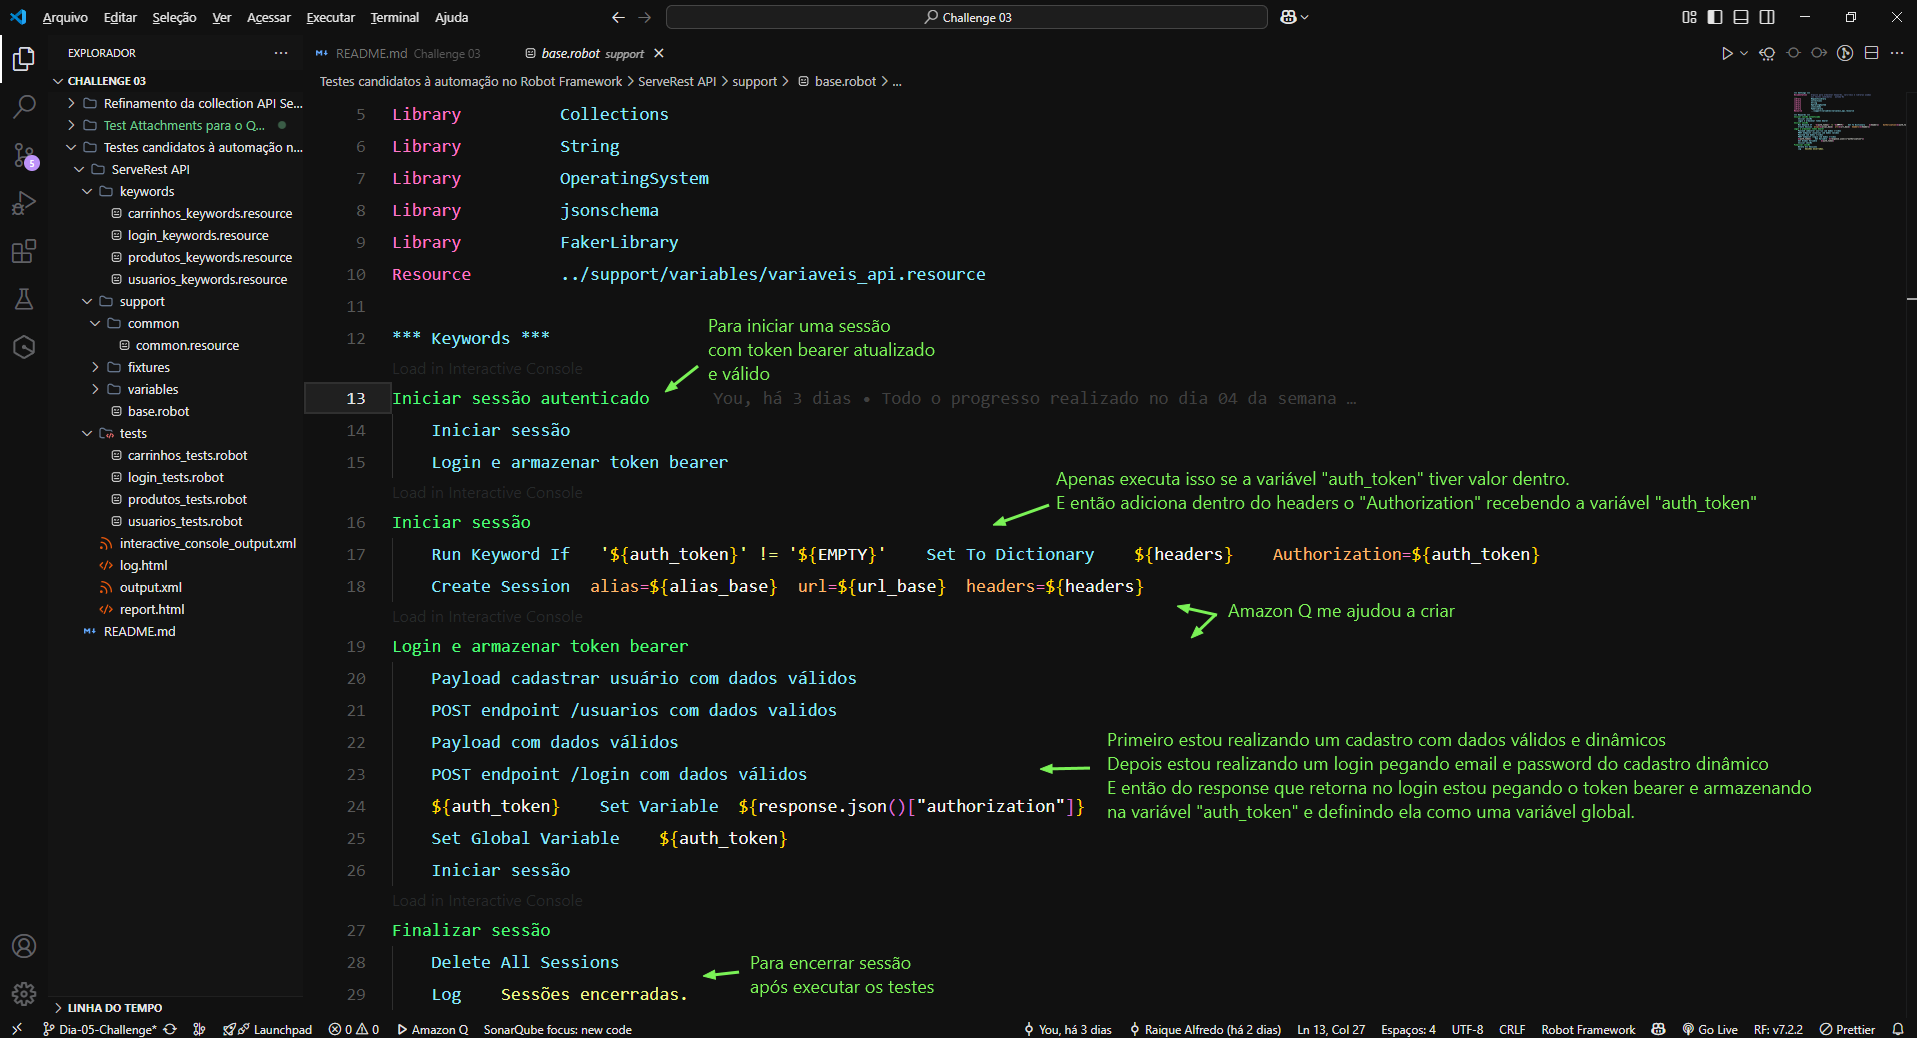 Arquivo Editar Seleção Ver Acessar Executar Terminal Ajuda
Challenge 03
EXPLORADOR
CHALLENGE 03
Refinamento da collection API Se...
Test Attachments para o Q...
Testes candidatos à automação n...
ServeRest API
keywords
carrinhos_keywords.resource
login_keywords.resource
produtos_keywords.resource
usuarios_keywords.resource
support
common
common.resource
fixtures
variables
base.robot
tests
carrinhos_tests.robot
login_tests.robot
produtos_tests.robot
usuarios_tests.robot
interactive_console_output.xml
log.html
output.xml
report.html
README.md
LINHA DO TEMPO
README.md Challenge 03
base.robot support
Testes candidatos à automação no Robot Framework > ServeRest API > support > base.robot > ...
5 Library Collections
6 Library String
7 Library OperatingSystem
8 Library jsonschema
9 Library FakerLibrary
10 Resource ../support/variables/variaveis_api.resource
11
12 *** Keywords ***
Para iniciar uma sessão
com token bearer atualizado
e válido
Load in Interactive Console
13 Iniciar sessão autenticado You, há 3 dias • Todo o progresso realizado no dia 04 da semana …
14 Iniciar sessão
15 Login e armazenar token bearer
Apenas executa isso se a variável "auth_token" tiver valor dentro.
E então adiciona dentro do headers o "Authorization" recebendo a variável "auth_token"
Load in Interactive Console
16 Iniciar sessão
17 Run Keyword If '${auth_token}' != '${EMPTY}' Set To Dictionary ${headers} Authorization=${auth_token}
18 Create Session alias=${alias_base} url=${url_base} headers=${headers}
Amazon Q me ajudou a criar
Load in Interactive Console
19 Login e armazenar token bearer
20 Payload cadastrar usuário com dados válidos
21 POST endpoint /usuarios com dados validos
22 Payload com dados válidos
23 POST endpoint /login com dados válidos
24 ${auth_token} Set Variable ${response.json()["authorization"]}
25 Set Global Variable ${auth_token}
26 Iniciar sessão
Primeiro estou realizando um cadastro com dados válidos e dinâmicos
Depois estou realizando um login pegando email e password do cadastro dinâmico
E então do response que retorna no login estou pegando o token bearer e armazenando
na variável "auth_token" e definindo ela como uma variável global.
Load in Interactive Console
27 Finalizar sessão
28 Delete All Sessions
29 Log Sessões encerradas.
Para encerrar sessão
após executar os testes
5
Dia-05-Challenge* Launchpad 0 0 Amazon Q SonarQube focus: new code You, há 3 dias Raique Alfredo (há 2 dias) Ln 13, Col 27 Espaços: 4 UTF-8 CRLF Robot Framework Go Live RF: v7.2.2 Prettier